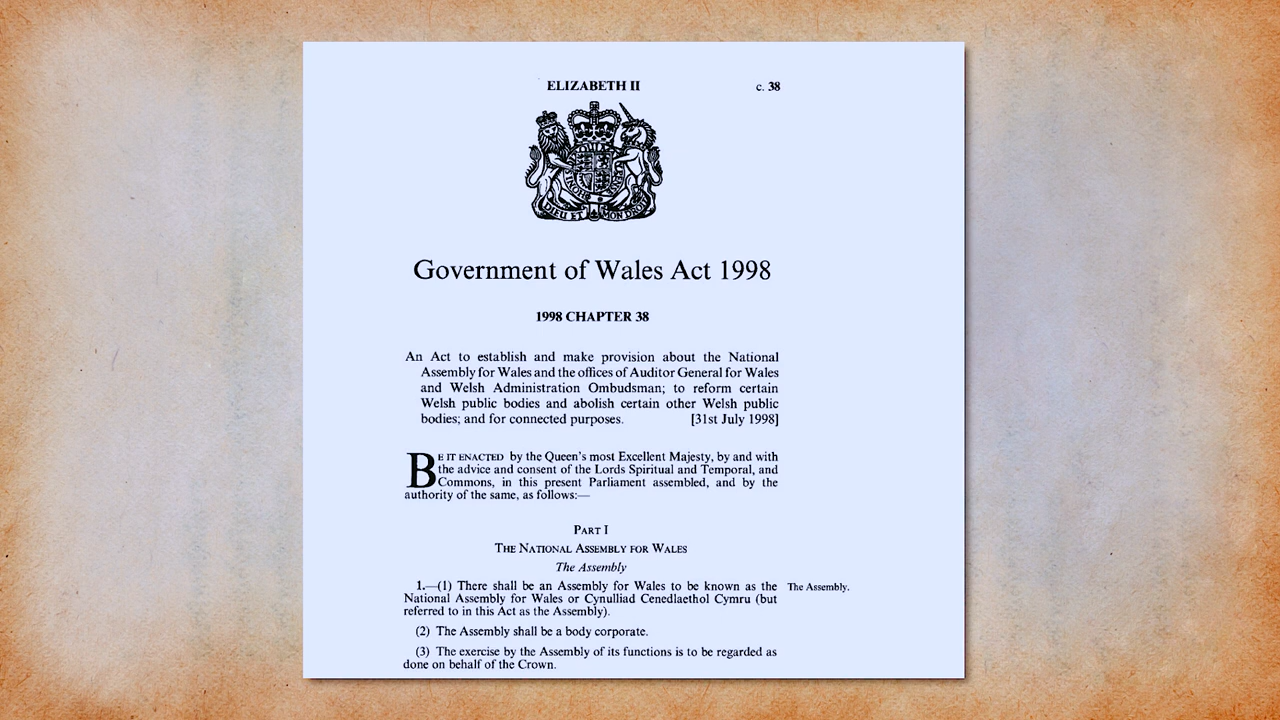 ELIZABETH II c. 38
DIEU ET MON DROIT
Government of Wales Act 1998
1998 CHAPTER 38
An Act to establish and make provision about the National
Assembly for Wales and the offices of Auditor General for Wales
and Welsh Administration Ombudsman; to reform certain
Welsh public bodies and abolish certain other Welsh public
bodies; and for connected purposes. [31st July 1998]
BE IT ENACTED by the Queen's most Excellent Majesty, by and with
the advice and consent of the Lords Spiritual and Temporal, and
Commons, in this present Parliament assembled, and by the
authority of the same, as follows:—
PART I
THE NATIONAL ASSEMBLY FOR WALES
The Assembly
1.—(1) There shall be an Assembly for Wales to be known as the The Assembly.
National Assembly for Wales or Cynulliad Cenedlaethol Cymru (but
referred to in this Act as the Assembly).
(2) The Assembly shall be a body corporate.
(3) The exercise by the Assembly of its functions is to be regarded as
done on behalf of the Crown.